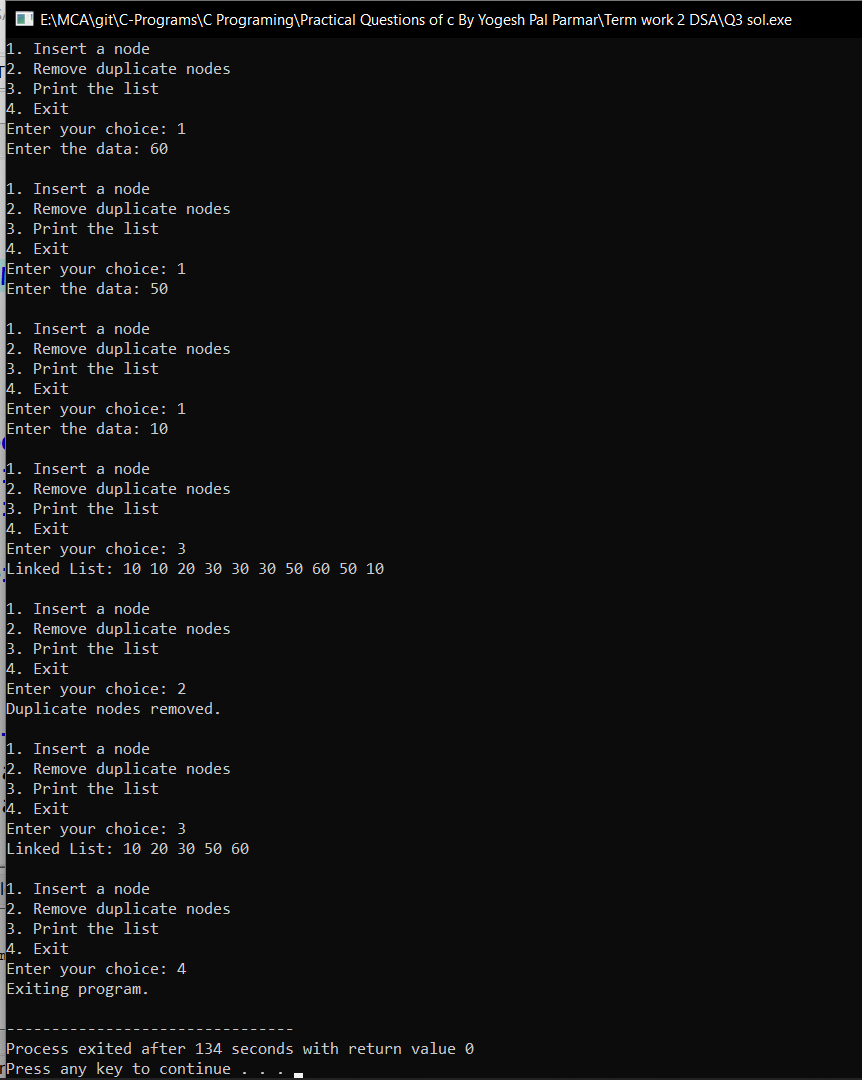 E:\MCA\git\C-Programs\C Programing\Practical Questions of c By Yogesh Pal Parmar\Term work 2 DSA\Q3 sol.exe
1. Insert a node
2. Remove duplicate nodes
3. Print the list
4. Exit
Enter your choice: 1
Enter the data: 60
1. Insert a node
2. Remove duplicate nodes
3. Print the list
4. Exit
Enter your choice: 1
Enter the data: 50
1. Insert a node
2. Remove duplicate nodes
3. Print the list
4. Exit
Enter your choice: 1
Enter the data: 10
1. Insert a node
2. Remove duplicate nodes
3. Print the list
4. Exit
Enter your choice: 3
Linked List: 10 10 20 30 30 30 50 60 50 10
1. Insert a node
2. Remove duplicate nodes
3. Print the list
4. Exit
Enter your choice: 2
Duplicate nodes removed.
1. Insert a node
2. Remove duplicate nodes
3. Print the list
4. Exit
Enter your choice: 3
Linked List: 10 20 30 50 60
1. Insert a node
2. Remove duplicate nodes
3. Print the list
4. Exit
Enter your choice: 4
Exiting program.
--------------------------------
Process exited after 134 seconds with return value 0
Press any key to continue . . .